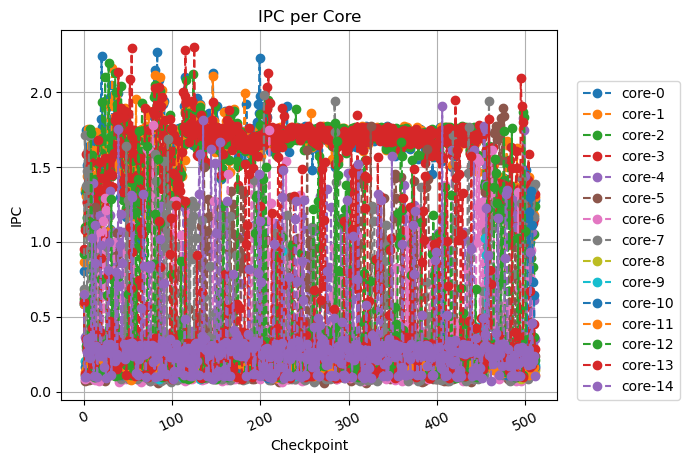 IPC per Core
IPC
2.0
1.5
1.0
0.5
0.0
0
100
200
300
400
500
Checkpoint
core-0
core-1
core-2
core-3
core-4
core-5
core-6
core-7
core-8
core-9
core-10
core-11
core-12
core-13
core-14